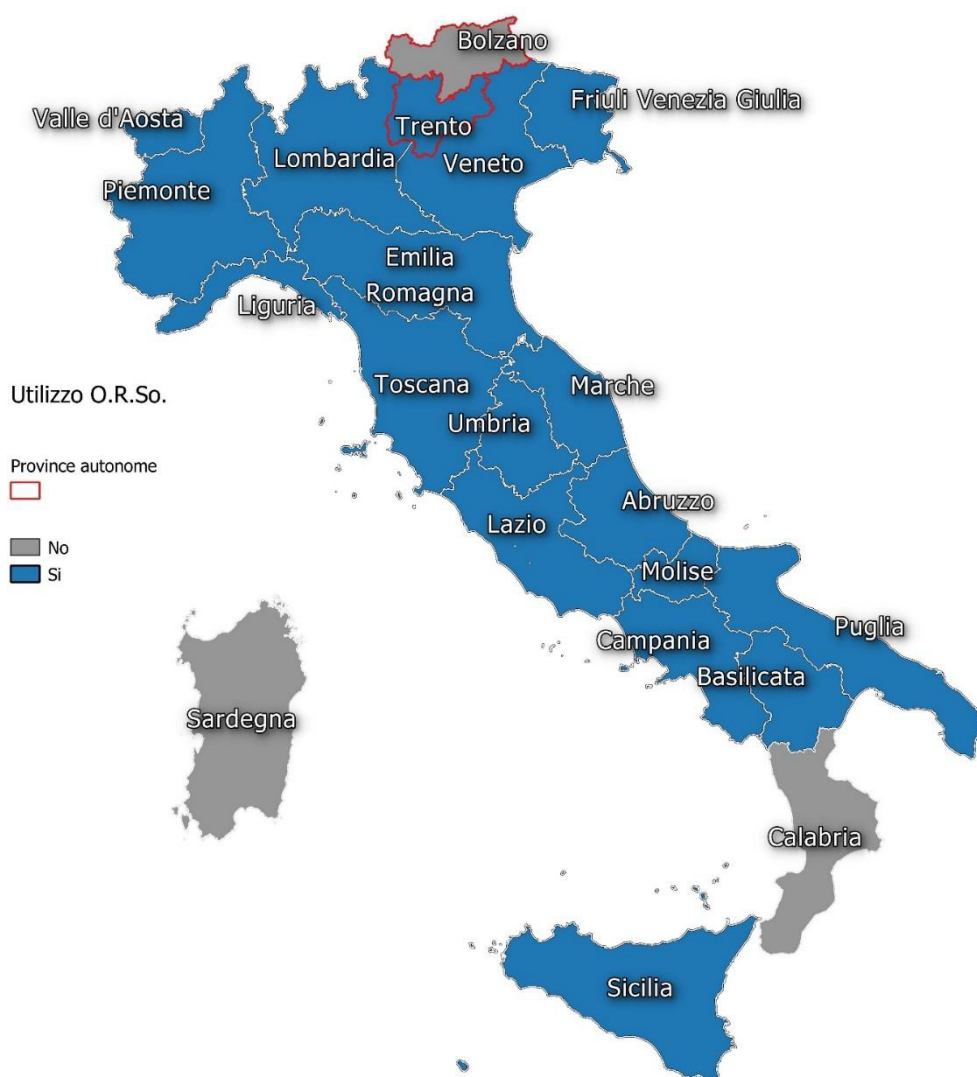 Bolzano
Valle d'Aosta
Friuli Venezia Giulia
Trento
Lombardia
Veneto
Piemonte
Emilia
Romagna
Liguria
Toscana
Marche
Utilizzo O.R.So.
Umbria
Province autonome
Abruzzo
Lazio
No
Si
Molise
Puglia
Campania
Basilicata
Sardegna
Calabria
Sicilia